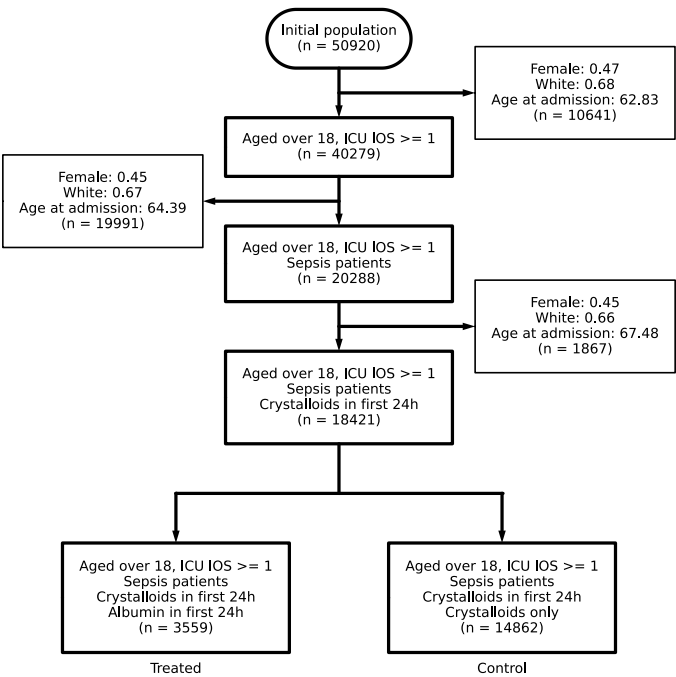 Initial population
(n = 50920)
Female: 0.47
White: 0.68
Age at admission: 62.83
(n = 10641)
Aged over 18, ICU lOS >= 1
(n = 40279)
Female: 0.45
White: 0.67
Age at admission: 64.39
(n = 19991)
Aged over 18, ICU lOS >= 1
Sepsis patients
(n = 20288)
Female: 0.45
White: 0.66
Age at admission: 67.48
(n = 1867)
Aged over 18, ICU lOS >= 1
Sepsis patients
Crystalloids in first 24h
(n = 18421)
Aged over 18, ICU lOS >= 1
Sepsis patients
Crystalloids in first 24h
Albumin in first 24h
(n = 3559)
Treated
Aged over 18, ICU lOS >= 1
Sepsis patients
Crystalloids in first 24h
Crystalloids only
(n = 14862)
Control